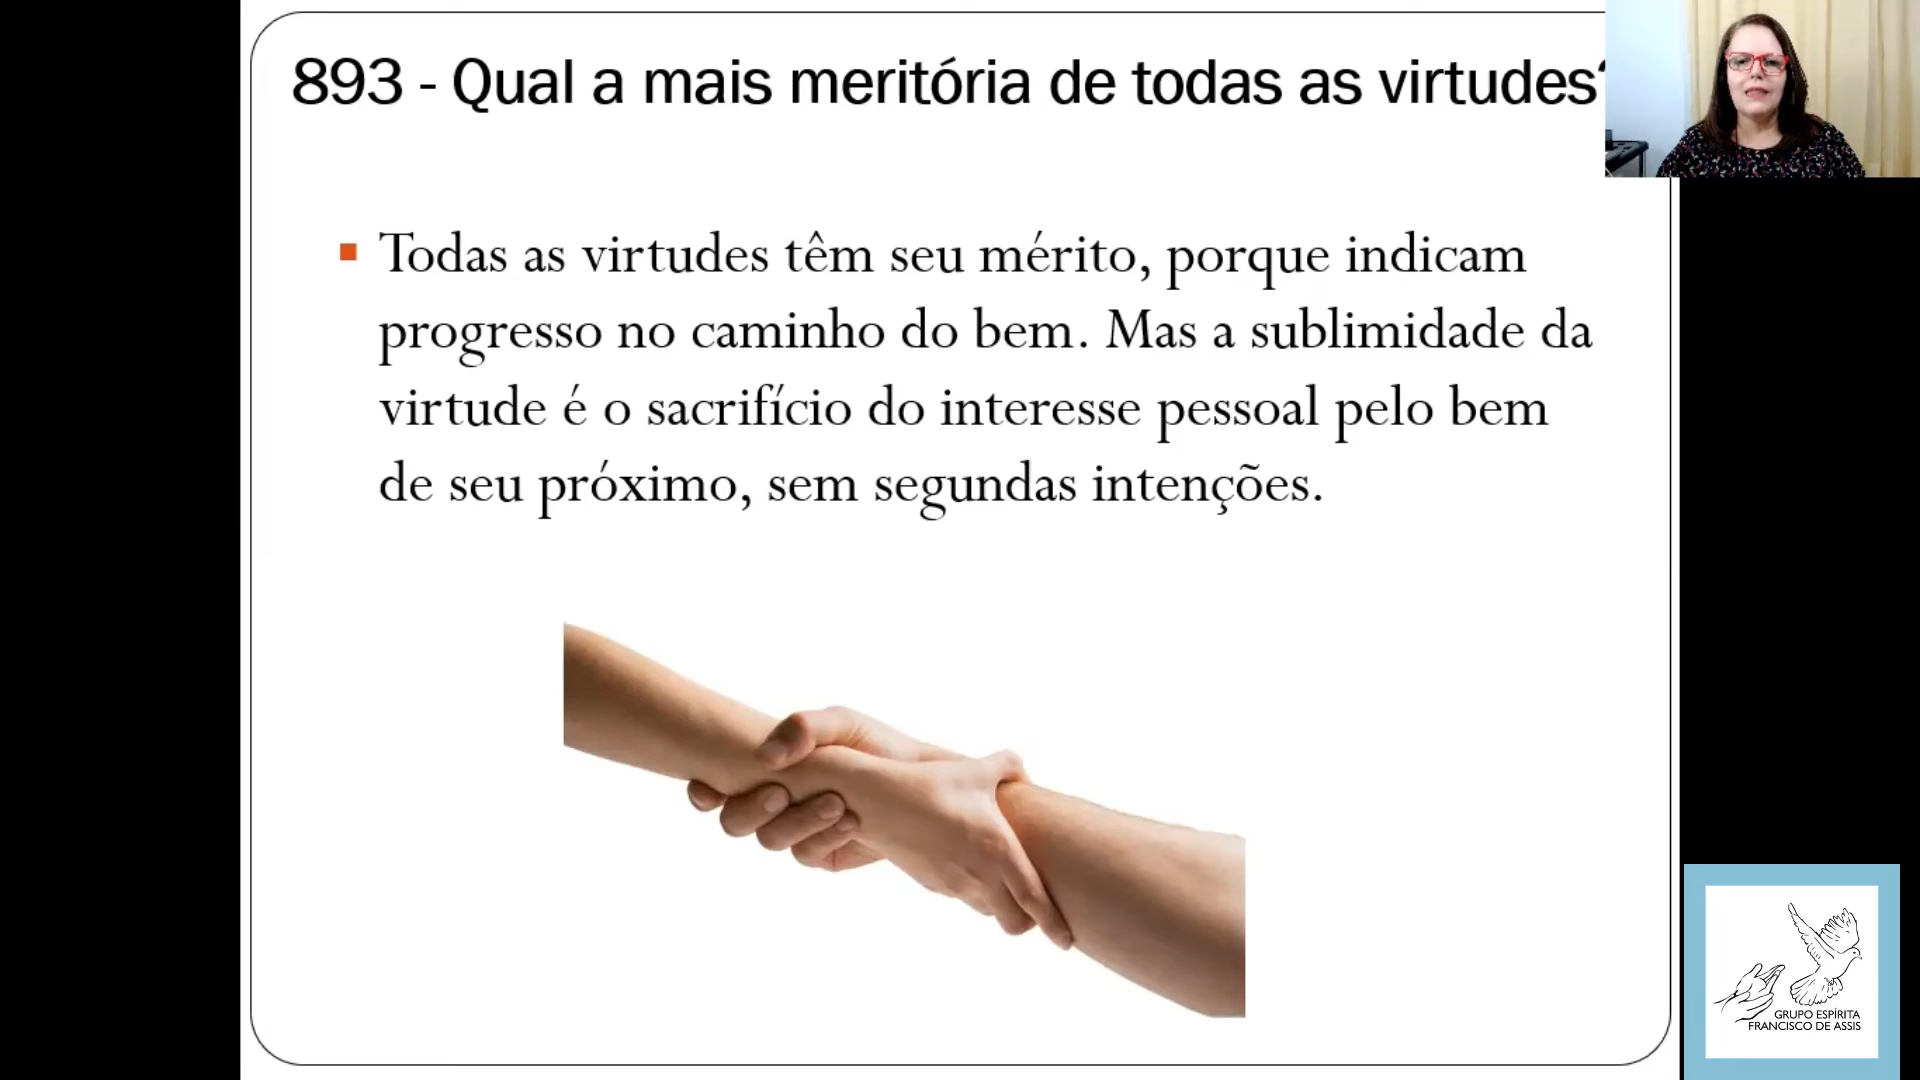 893 - Qual a mais meritória de todas as virtudes?
Todas as virtudes têm seu mérito, porque indicam
progresso no caminho do bem. Mas a sublimidade da
virtude é o sacrifício do interesse pessoal pelo bem
de seu próximo, sem segundas intenções.
GRUPO ESPÍRITA
FRANCISCO DE ASSIS